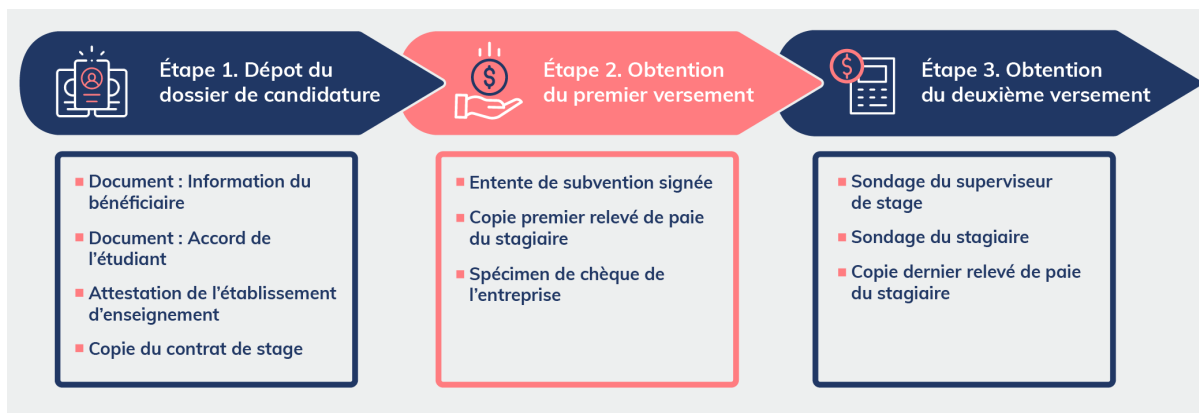 Étape 1. Dépot du
dossier de candidature
Document : Information du
bénéficiaire
Document : Accord de
l'étudiant
Attestation de l'établissement
d'enseignement
Copie du contrat de stage
$
Étape 2. Obtention
du premier versement
Entente de subvention signée
Copie premier relevé de paie
du stagiaire
Spécimen de chèque de
l'entreprise
$
Étape 3. Obtention
du deuxième versement
Sondage du superviseur
de stage
Sondage du stagiaire
Copie dernier relevé de paie
du stagiaire